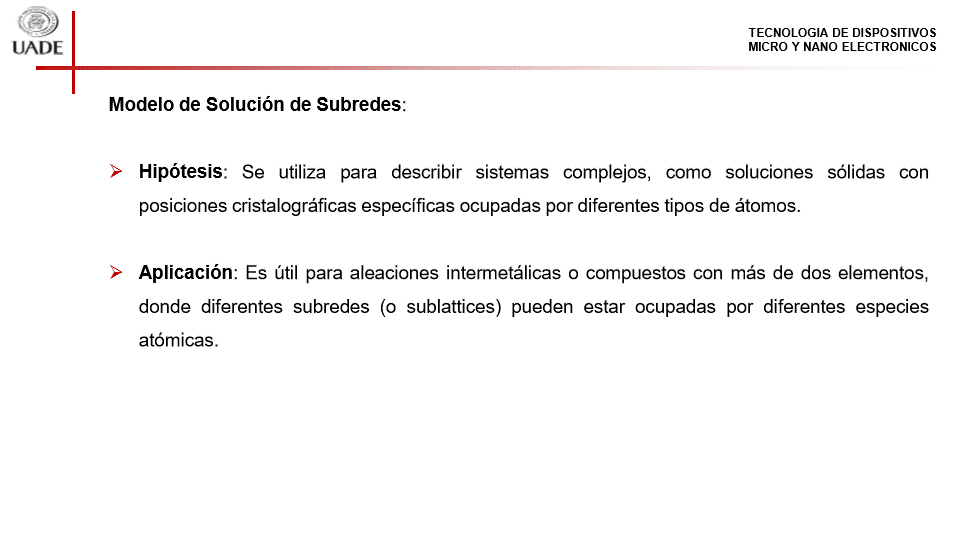 UADE
TECNOLOGIA DE DISPOSITIVOS
MICRO Y NANO ELECTRONICOS
Modelo de Solución de Subredes:
Hipótesis: Se utiliza para describir sistemas complejos, como soluciones sólidas con
posiciones cristalográficas específicas ocupadas por diferentes tipos de átomos.
Aplicación: Es útil para aleaciones intermetálicas o compuestos con más de dos elementos,
donde diferentes subredes (o sublattices) pueden estar ocupadas por diferentes especies
atómicas.